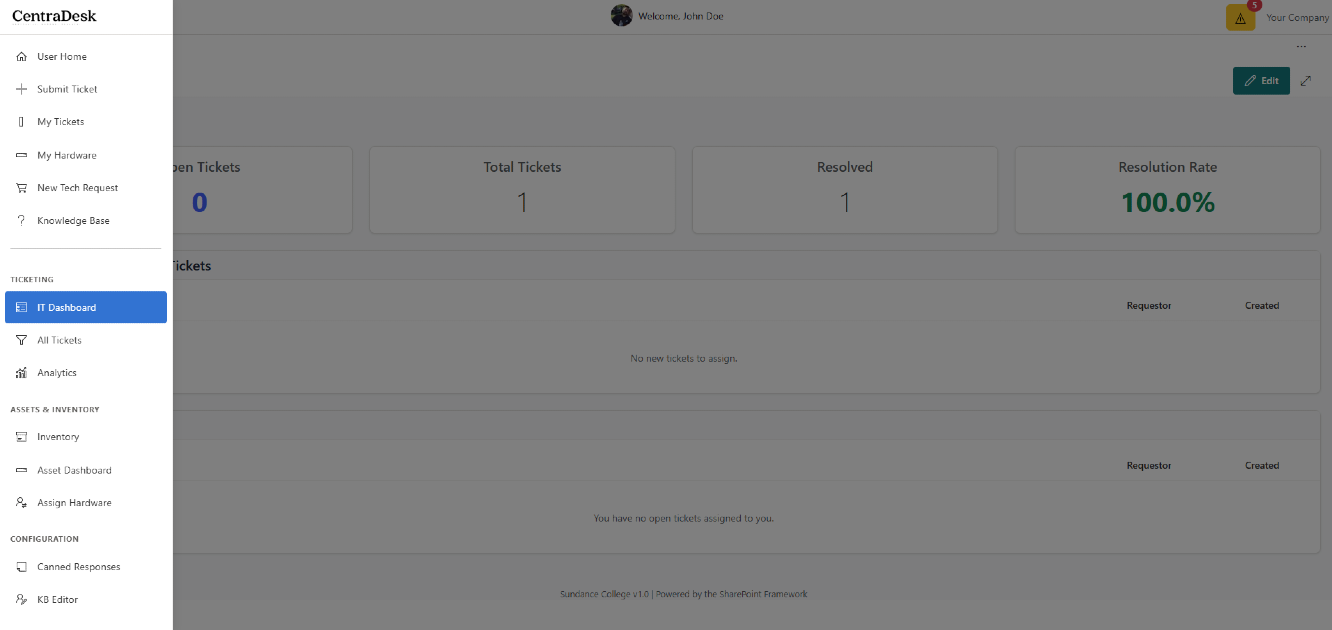 CentraDesk
Welcome, John Doe
5
Your Company
User Home
Submit Ticket
My Tickets
My Hardware
New Tech Request
Knowledge Base
Edit
Tickets
0
Total Tickets
1
Resolved
1
Resolution Rate
100.0%
TICKETING
IT Dashboard
All Tickets
Analytics
Tickets
Requestor Created
No new tickets to assign.
ASSETS & INVENTORY
Inventory
Asset Dashboard
Assign Hardware
Requestor Created
You have no open tickets assigned to you.
CONFIGURATION
Canned Responses
KB Editor
Sundance College v1.0 | Powered by the SharePoint Framework